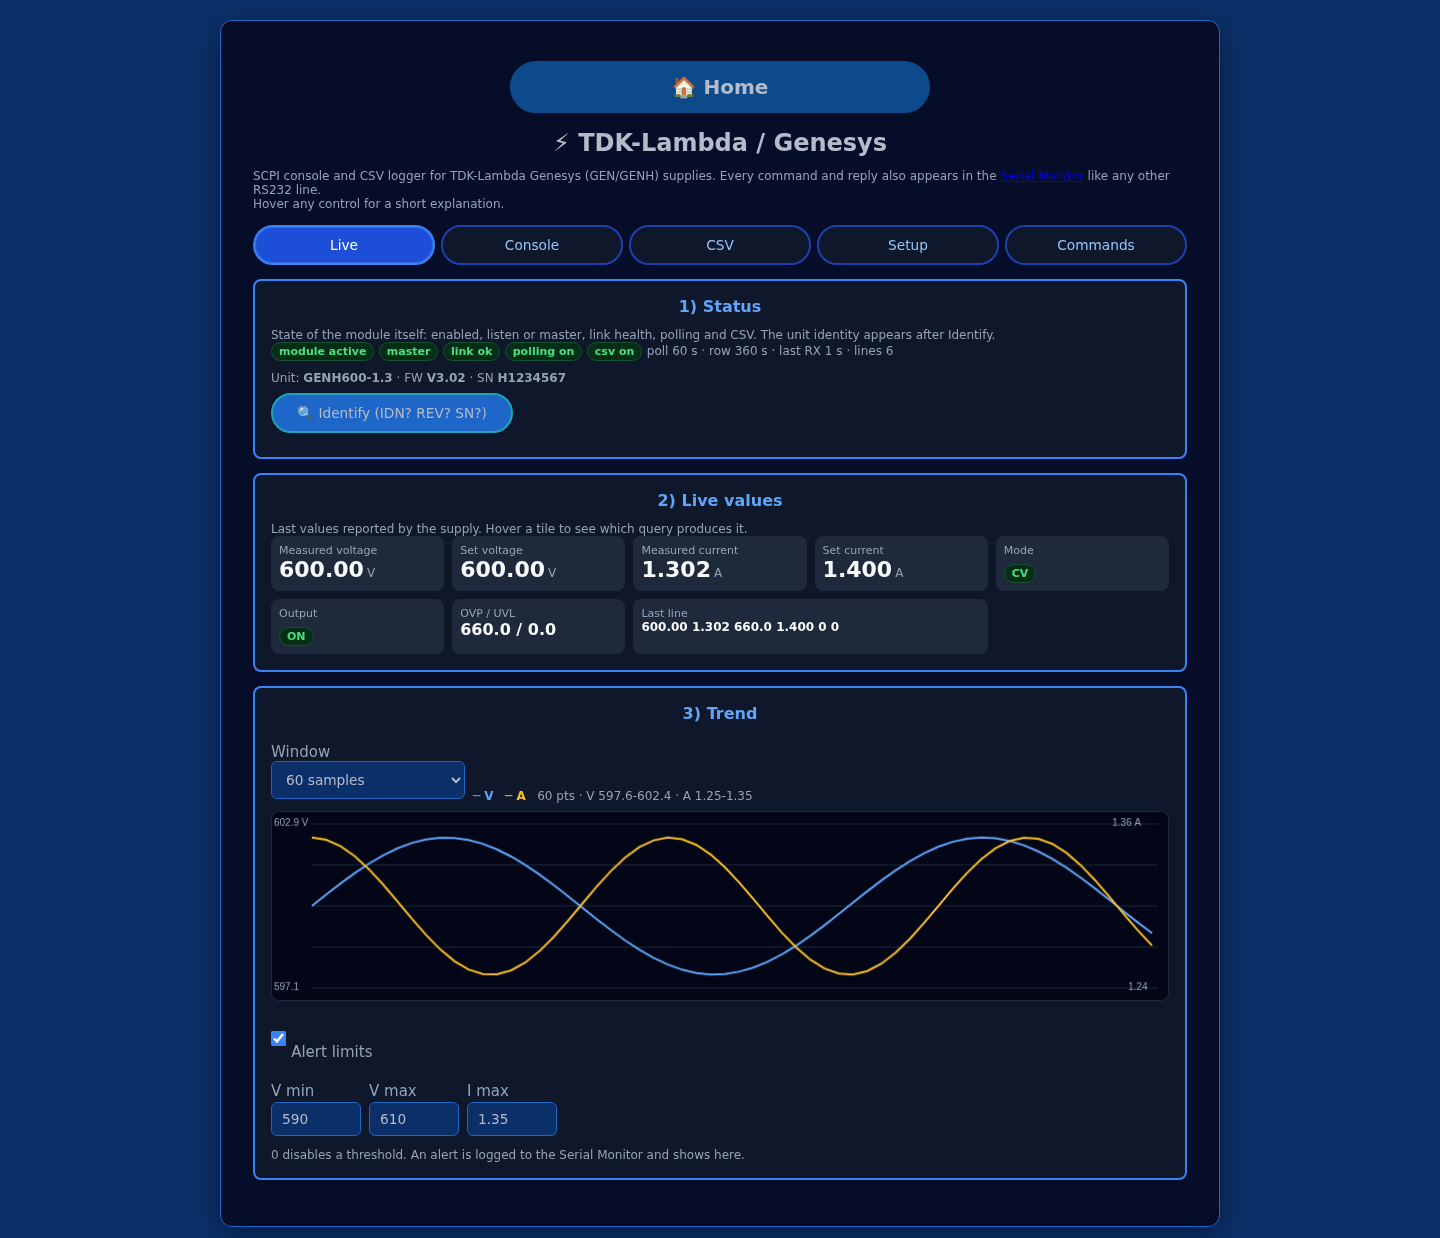 🏠 Home
⚡ TDK-Lambda / Genesys
SCPI console and CSV logger for TDK-Lambda Genesys (GEN/GENH) supplies. Every command and reply also appears in the Serial Monitor like any other
RS232 line.
Hover any control for a short explanation.
Live Console CSV Setup Commands
1) Status
State of the module itself: enabled, listen or master, link health, polling and CSV. The unit identity appears after Identify.
module active master link ok polling on csv on poll 60 s · row 360 s · last RX 1 s · lines 6
Unit: GENH600-1.3 · FW V3.02 · SN H1234567
🔍 Identify (IDN? REV? SN?)
2) Live values
Last values reported by the supply. Hover a tile to see which query produces it.
Measured voltage Set voltage Measured current Set current Mode
600.00 V 600.00 V 1.302 A 1.400 A CV
Output OVP / UVL Last line
ON 660.0 / 0.0 600.00 1.302 660.0 1.400 0 0
3) Trend
Window
60 samples
─ V ─ A 60 pts · V 597.6-602.4 · A 1.25-1.35
602.9 V 1.36 A
597.1 1.24
Alert limits
V min V max I max
590 610 1.35
0 disables a threshold. An alert is logged to the Serial Monitor and shows here.